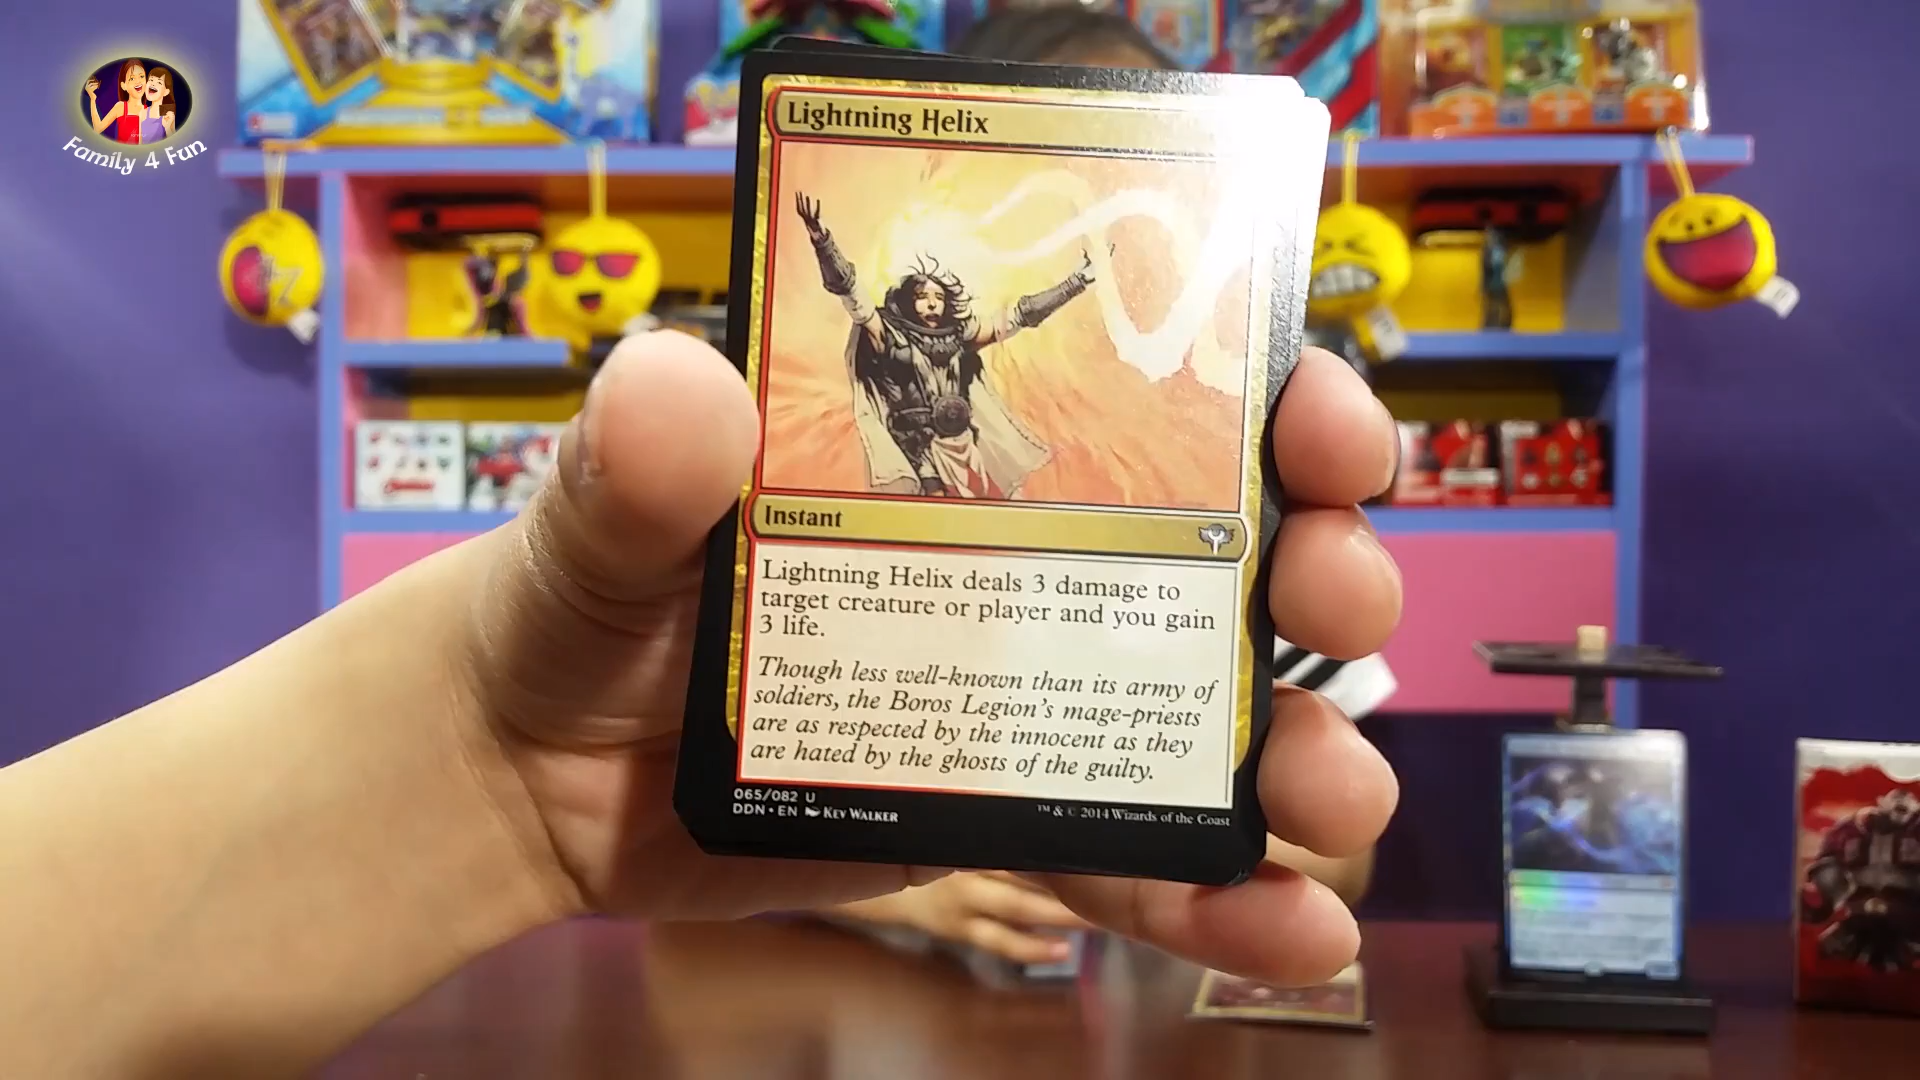 Family 4 Fun
Lightning Helix
Instant
Lightning Helix deals 3 damage to
target creature or player and you gain
3 life.
Though less well-known than its army of
soldiers, the Boros Legion's mage-priests
are as respected by the innocent as they
are hated by the ghosts of the guilty.
065/082 U
DDN • EN Kev Walker
™ & © 2014 Wizards of the Coast